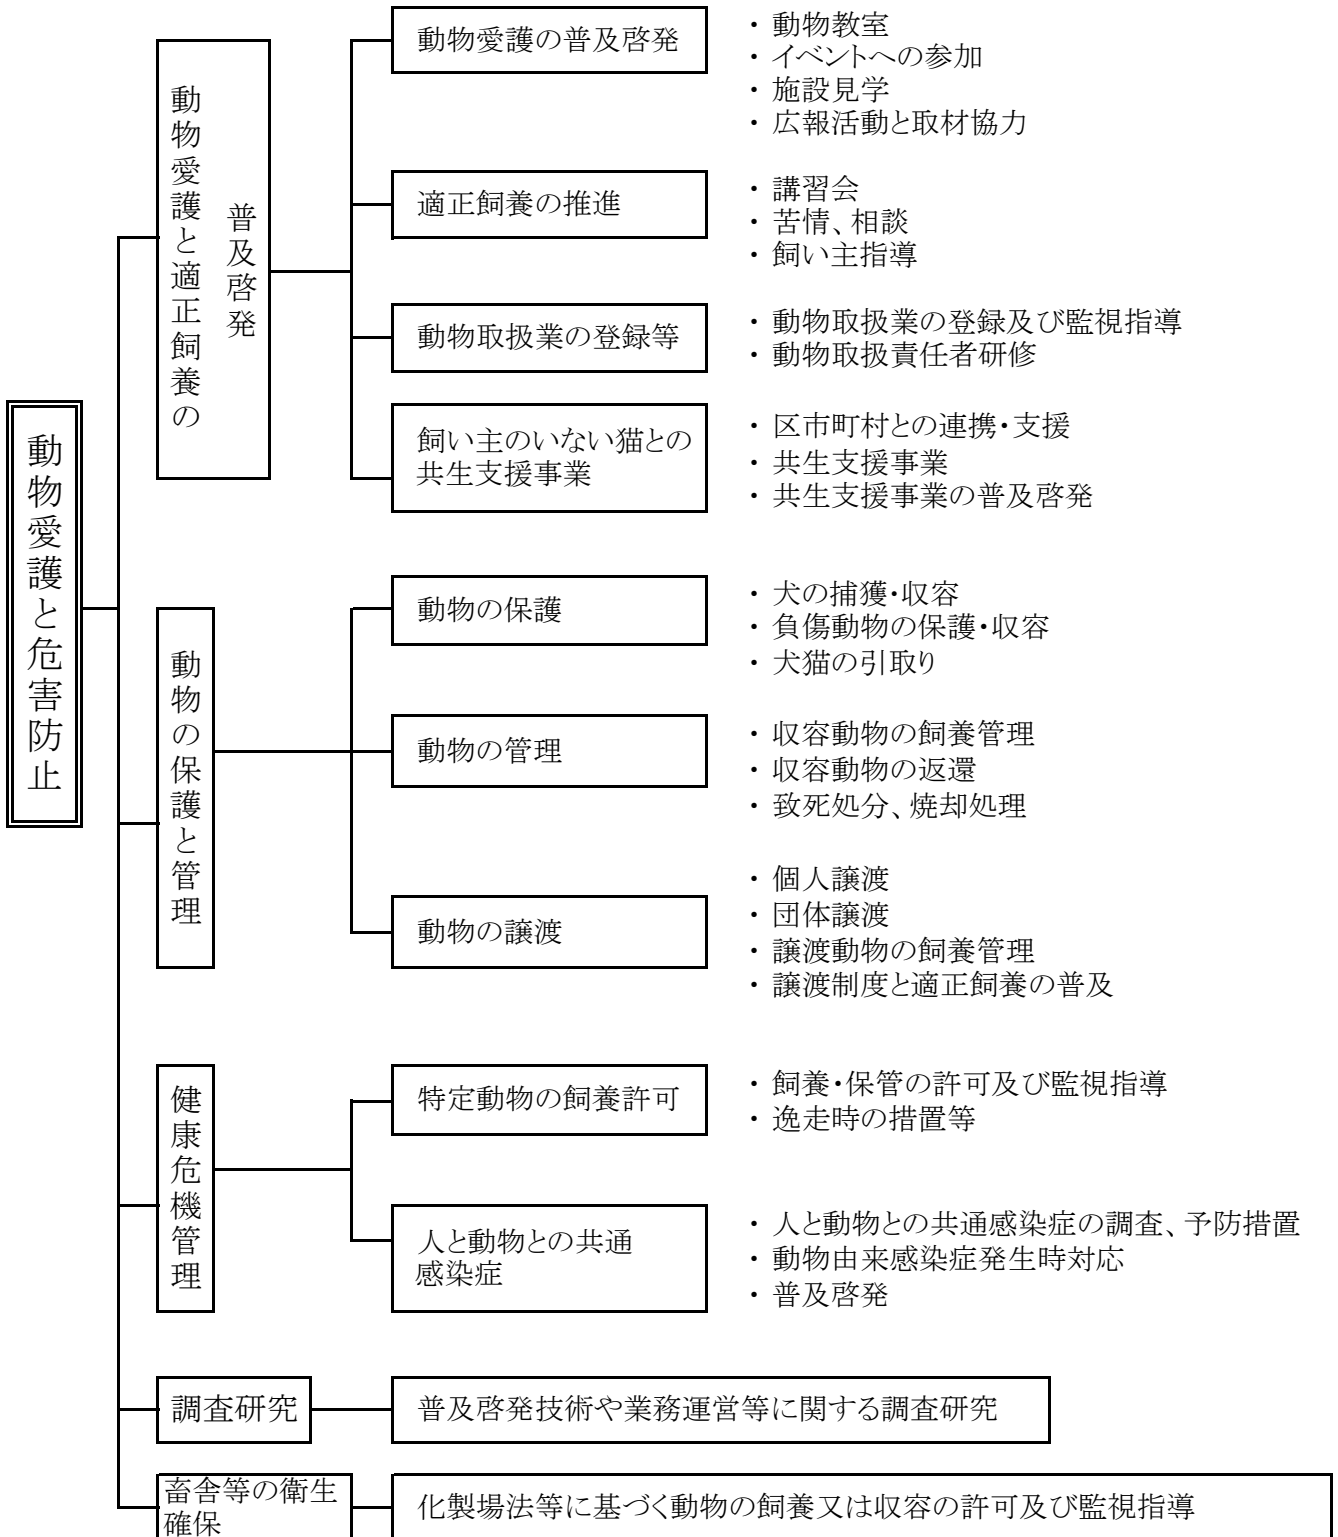 動物愛護と危害防止
動物愛護と適正飼養の
普及啓発
動物愛護の普及啓発
・ 動物教室
・ イベントへの参加
・ 施設見学
・ 広報活動と取材協力
適正飼養の推進
・ 講習会
・ 苦情、相談
・ 飼い主指導
動物取扱業の登録等
・ 動物取扱業の登録及び監視指導
・ 動物取扱責任者研修
飼い主のいない猫との
共生支援事業
・ 区市町村との連携・支援
・ 共生支援事業
・ 共生支援事業の普及啓発
動物の保護と管理
動物の保護
・ 犬の捕獲・収容
・ 負傷動物の保護・収容
・ 犬猫の引取り
動物の管理
・ 収容動物の飼養管理
・ 収容動物の返還
・ 致死処分、焼却処理
動物の譲渡
・ 個人譲渡
・ 団体譲渡
・ 譲渡動物の飼養管理
・ 譲渡制度と適正飼養の普及
健康危機管理
特定動物の飼養許可
・ 飼養・保管の許可及び監視指導
・ 逸走時の措置等
人と動物との共通
感染症
・ 人と動物との共通感染症の調査、予防措置
・ 動物由来感染症発生時対応
・ 普及啓発
調査研究
普及啓発技術や業務運営等に関する調査研究
畜舎等の衛生
確保
化製場法等に基づく動物の飼養又は収容の許可及び監視指導